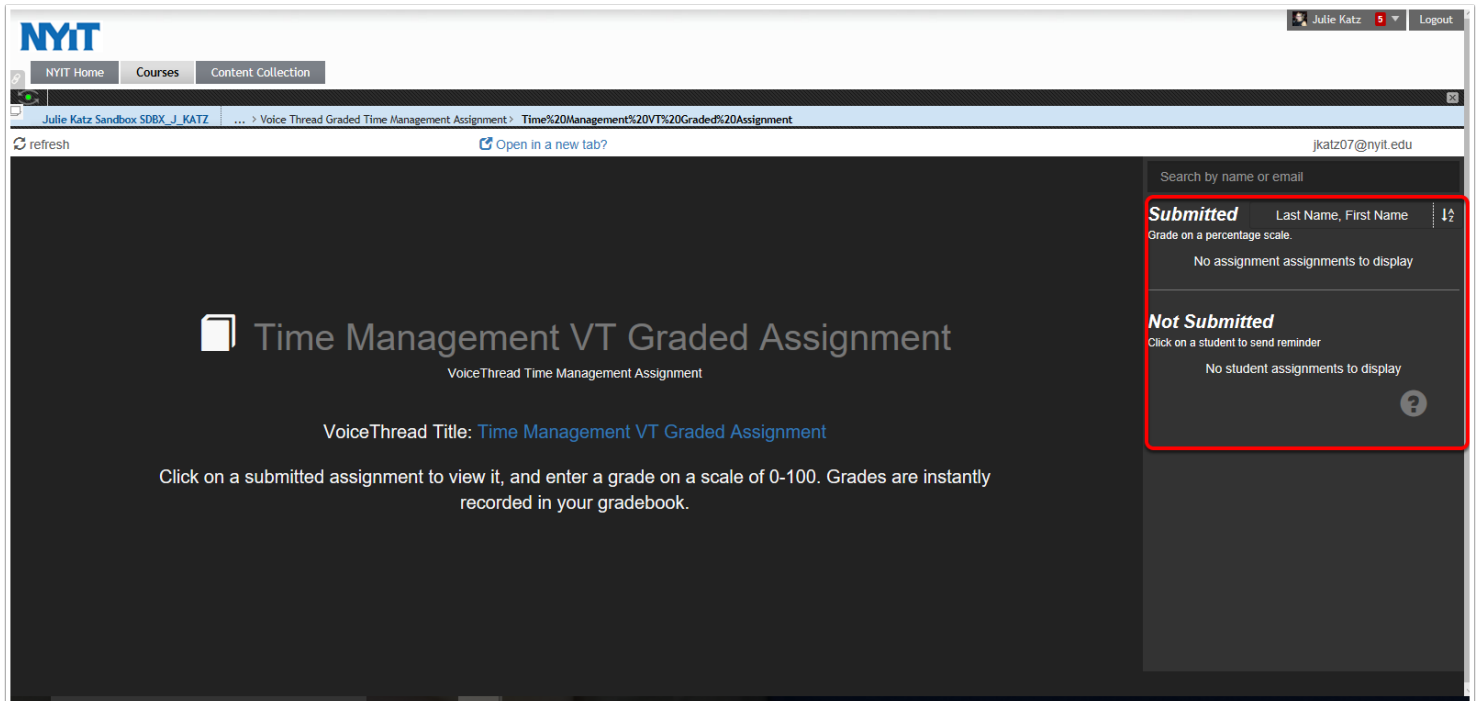 Julie Katz 5 Logout
NYiT
NYIT Home Courses Content Collection
Julie Katz Sandbox SDBX_J_KATZ ... > Voice Thread Graded Time Management Assignment > Time%20Management%20VT%20Graded%20Assignment
refresh Open in a new tab? jkatz07@nyit.edu
Search by name or email
Submitted Last Name, First Name
Grade on a percentage scale.
No assignment assignments to display
Not Submitted
Click on a student to send reminder
No student assignments to display
?
Time Management VT Graded Assignment
VoiceThread Time Management Assignment
VoiceThread Title: Time Management VT Graded Assignment
Click on a submitted assignment to view it, and enter a grade on a scale of 0-100. Grades are instantly
recorded in your gradebook.